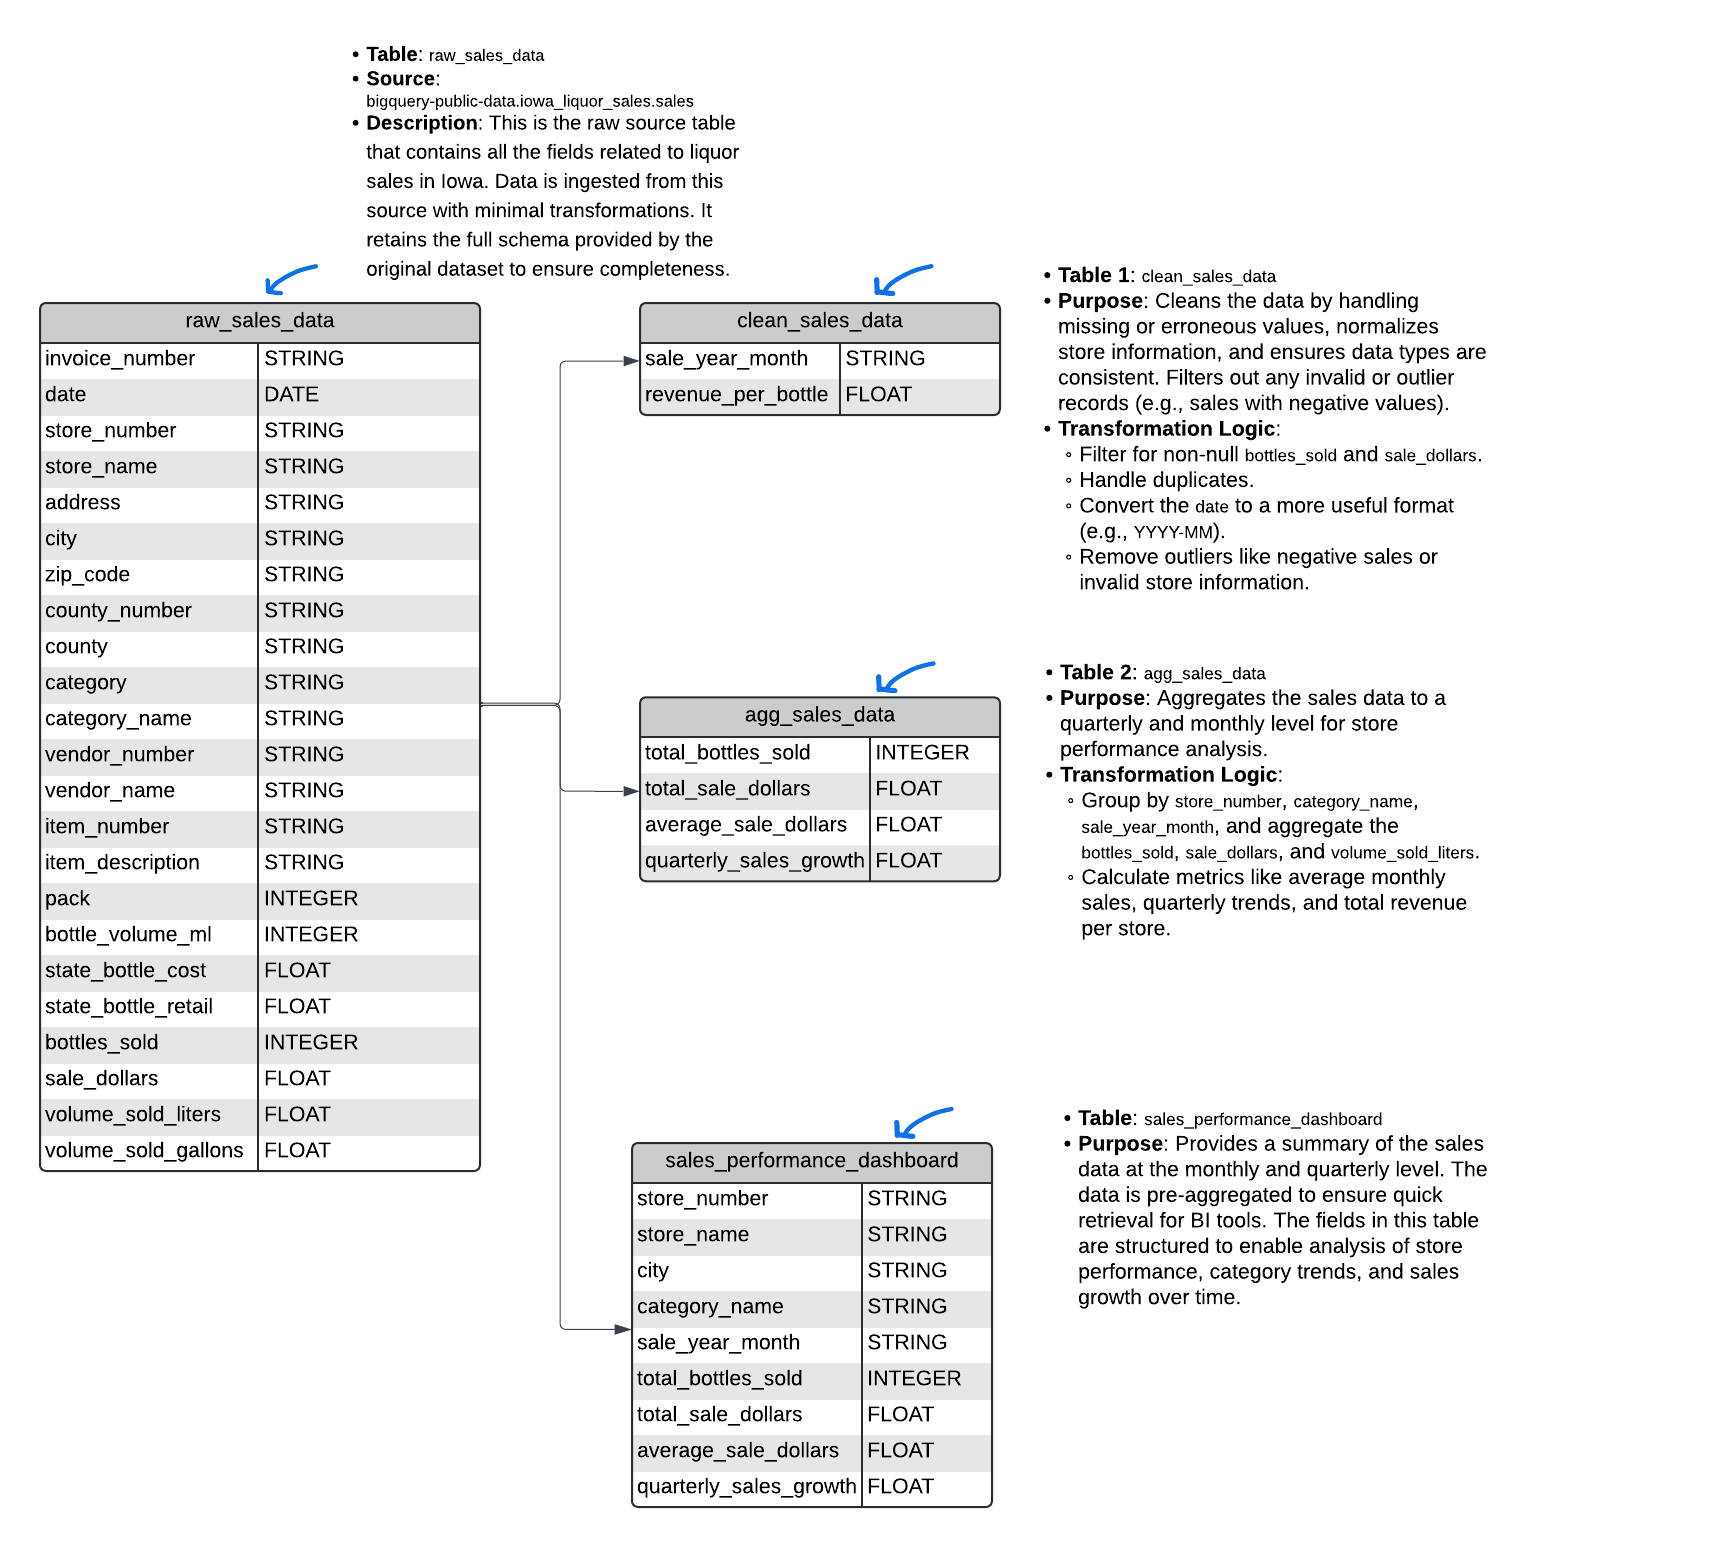 • Table: raw_sales_data
• Source:
bigquery-public-data.iowa_liquor_sales.sales
• Description: This is the raw source table
that contains all the fields related to liquor
sales in Iowa. Data is ingested from this
source with minimal transformations. It
retains the full schema provided by the
original dataset to ensure completeness.
raw_sales_data
invoice_number STRING
date DATE
store_number STRING
store_name STRING
address STRING
city STRING
zip_code STRING
county_number STRING
county STRING
category STRING
category_name STRING
vendor_number STRING
vendor_name STRING
item_number STRING
item_description STRING
pack INTEGER
bottle_volume_ml INTEGER
state_bottle_cost FLOAT
state_bottle_retail FLOAT
bottles_sold INTEGER
sale_dollars FLOAT
volume_sold_liters FLOAT
volume_sold_gallons FLOAT
clean_sales_data
sale_year_month STRING
revenue_per_bottle FLOAT
• Table 1: clean_sales_data
• Purpose: Cleans the data by handling
missing or erroneous values, normalizes
store information, and ensures data types are
consistent. Filters out any invalid or outlier
records (e.g., sales with negative values).
• Transformation Logic:
◦ Filter for non-null bottles_sold and sale_dollars.
◦ Handle duplicates.
◦ Convert the date to a more useful format
(e.g., YYYY-MM).
◦ Remove outliers like negative sales or
invalid store information.
agg_sales_data
total_bottles_sold INTEGER
total_sale_dollars FLOAT
average_sale_dollars FLOAT
quarterly_sales_growth FLOAT
• Table 2: agg_sales_data
• Purpose: Aggregates the sales data to a
quarterly and monthly level for store
performance analysis.
• Transformation Logic:
◦ Group by store_number, category_name,
sale_year_month, and aggregate the
bottles_sold, sale_dollars, and volume_sold_liters.
◦ Calculate metrics like average monthly
sales, quarterly trends, and total revenue
per store.
sales_performance_dashboard
store_number STRING
store_name STRING
city STRING
category_name STRING
sale_year_month STRING
total_bottles_sold INTEGER
total_sale_dollars FLOAT
average_sale_dollars FLOAT
quarterly_sales_growth FLOAT
• Table: sales_performance_dashboard
• Purpose: Provides a summary of the sales
data at the monthly and quarterly level. The
data is pre-aggregated to ensure quick
retrieval for BI tools. The fields in this table
are structured to enable analysis of store
performance, category trends, and sales
growth over time.